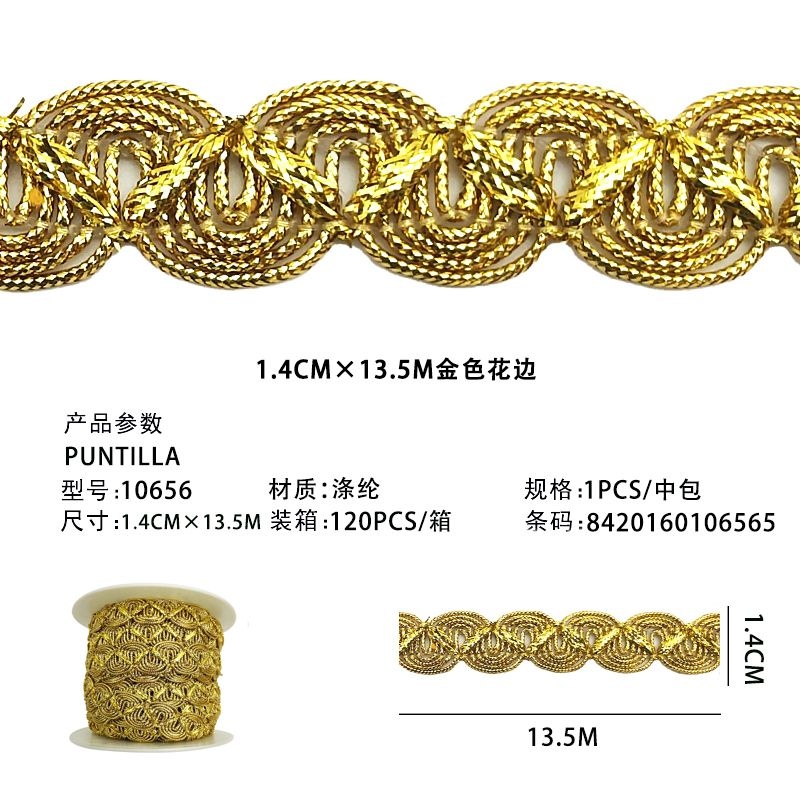 1.4CM×13.5M金色花边
产品参数
PUNTILLA
型号:10656 材质:涤纶 规格:1PCS/中包
尺寸:1.4CM×13.5M 装箱:120PCS/箱 条码:8420160106565
1.4CM
13.5M